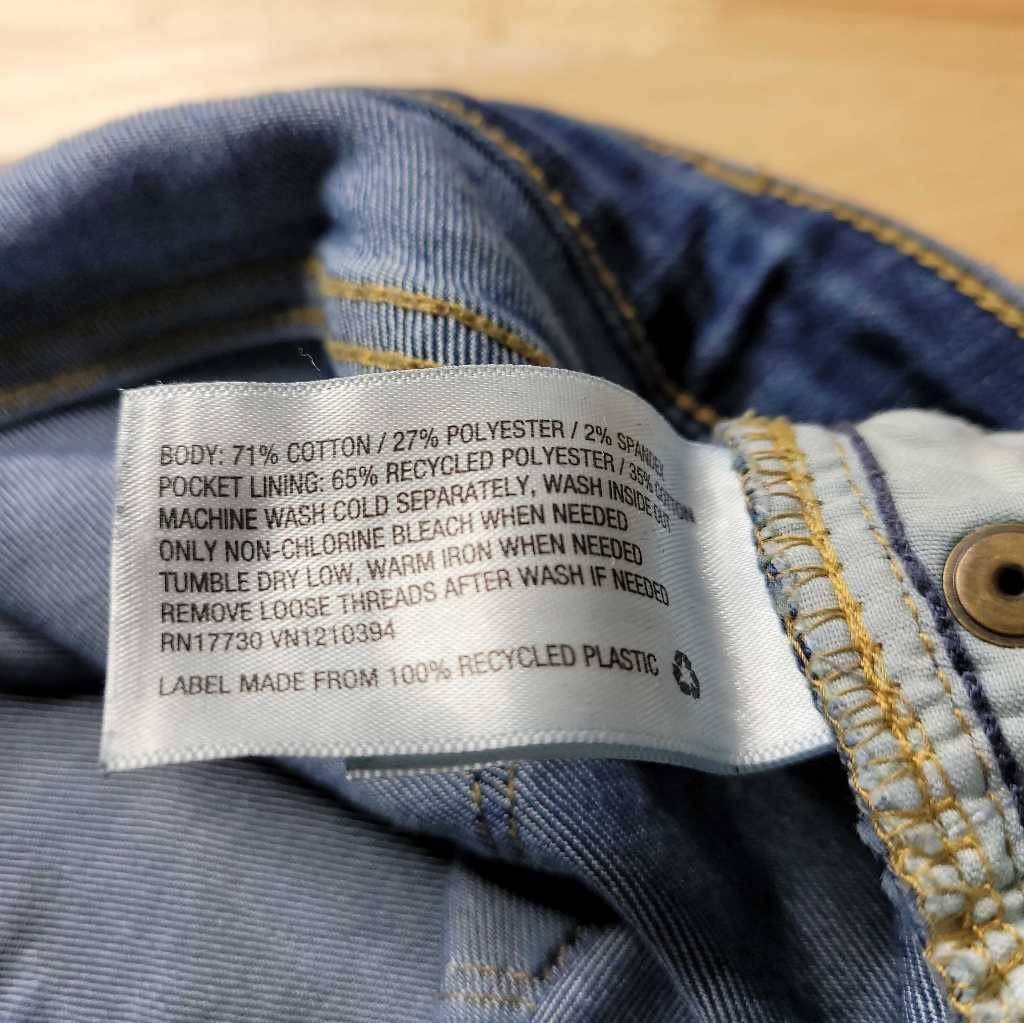 BODY: 71% COTTON / 27% POLYESTER / 2% SPANDEX
POCKET LINING: 65% RECYCLED POLYESTER / 35% COTTON
MACHINE WASH COLD SEPARATELY, WASH INSIDE OUT
ONLY NON-CHLORINE BLEACH WHEN NEEDED
TUMBLE DRY LOW, WARM IRON WHEN NEEDED
REMOVE LOOSE THREADS AFTER WASH IF NEEDED
RN17730 VN1210394
LABEL MADE FROM 100% RECYCLED PLASTIC